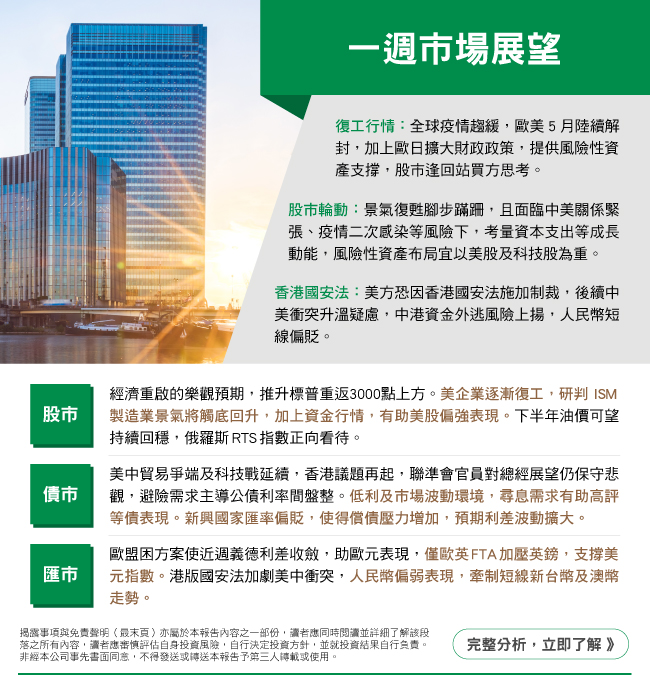 一週市場展望
復工行情：全球疫情趨緩，歐美 5 月陸續解
封，加上歐日擴大財政政策，提供風險性資
產支撐，股市逢回站買方思考。
股市輪動：景氣復甦腳步蹣跚，且面臨中美關係緊
張、疫情二次感染等風險下，考量資本支出等成長
動能，風險性資產布局宜以美股及科技股為重。
香港國安法：美方恐因香港國安法施加制裁，後續中
美衝突升溫疑慮，中港資金外逃風險上揚，人民幣短
線偏貶。
股市
經濟重啟的樂觀預期，推升標普重返3000點上方。美企業逐漸復工，研判 ISM
製造業景氣將觸底回升，加上資金行情，有助美股偏強表現。下半年油價可望
持續回穩，俄羅斯 RTS 指數正向看待。
債市
美中貿易爭端及科技戰延續，香港議題再起，聯準會官員對總經展望仍保守悲
觀，避險需求主導公債利率間盤整。低利及市場波動環境，尋息需求有助高評
等債表現。新興國家匯率偏貶，使得償債壓力增加，預期利差波動擴大。
匯市
歐盟困方案使近週義德利差收斂，助歐元表現，僅歐英 FTA 加壓英鎊，支撐美
元指數。港版國安法加劇美中衝突，人民幣偏弱表現，牽制短線新台幣及澳幣
走勢。
揭露事項與免責聲明（最末頁）亦屬於本報告內容之一部份，讀者應同時閱讀並詳細了解該段
落之所有內容，讀者應審慎評估自身投資風險，自行決定投資方針，並就投資結果自行負責。
非經本公司事先書面同意，不得發送或轉送本報告予第三人轉載或使用。
完整分析，立即了解 》